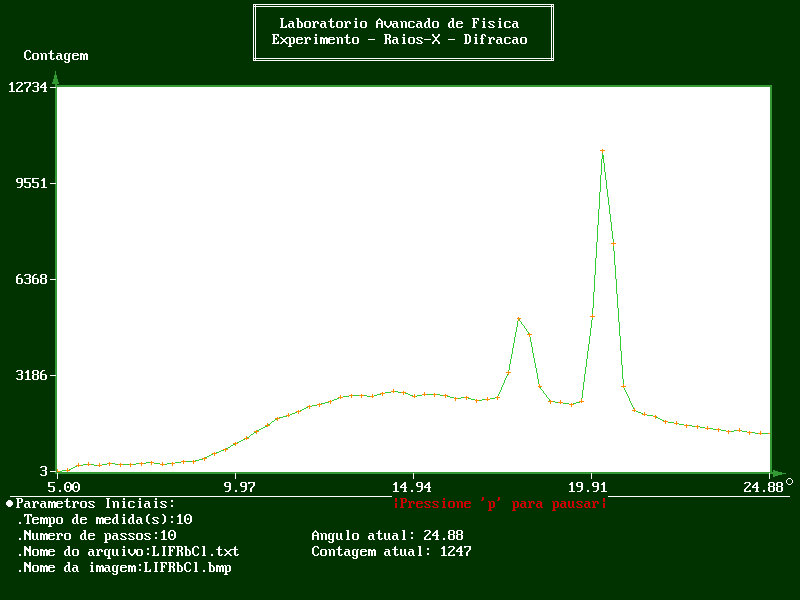 Laboratorio Avancado de Fisica
Experimento - Raios-X - Difracao
Contagem
12734
9551
6368
3186
3
5.00 9.97 14.94 19.91 24.88°
Parametros Iniciais: ¦Pressione 'p' para pausar¦
.Tempo de medida(s):10
.Numero de passos:10 Angulo atual: 24.88
.Nome do arquivo:LIFRbCl.txt Contagem atual: 1247
.Nome da imagem:LIFRbCl.bmp